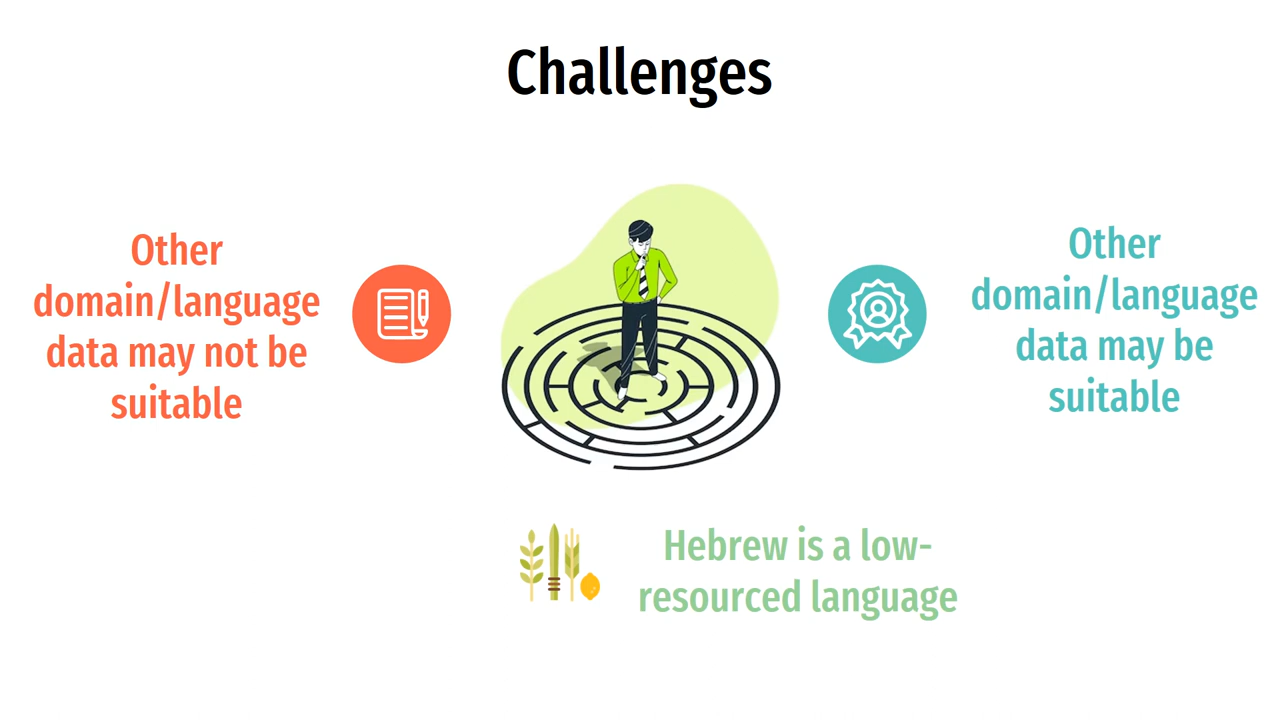 Challenges
Other
domain/language
data may not be
suitable
Other
domain/language
data may be
suitable
Hebrew is a low-
resourced language